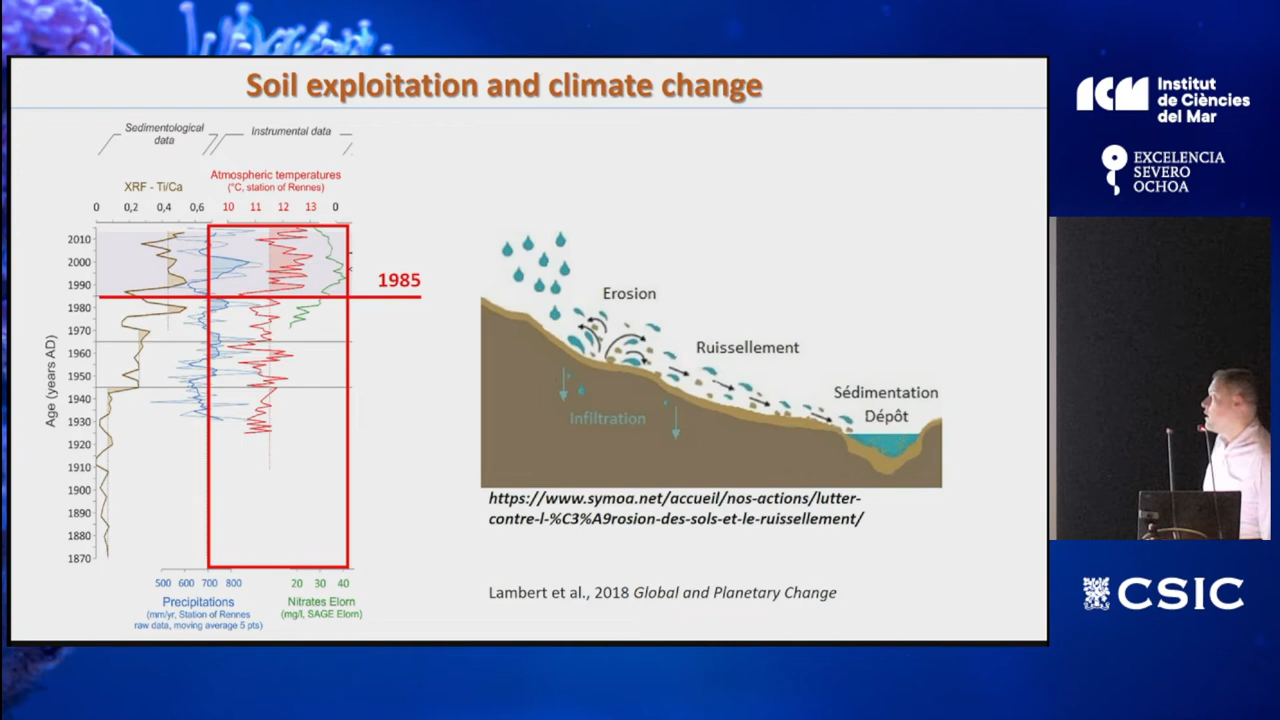 Soil exploitation and climate change
Sedimentological
data
Instrumental data
XRF - Ti/Ca
Atmospheric temperatures
(°C, station of Rennes)
0 0,2 0,4 0,6 10 11 12 13 0
Age (years AD)
2010
2000
1990
1980
1970
1960
1950
1940
1930
1920
1910
1900
1890
1880
1870
1985
500 600 700 800
20 30 40
Precipitations
(mm/yr, Station of Rennes
raw data, moving average 5 pts)
Nitrates Elorn
(mg/l, SAGE Elorn)
Erosion
Ruissellement
Sédimentation
Dépôt
Infiltration
https://www.symoa.net/accueil/nos-actions/lutter-
contre-l-%C3%A9rosion-des-sols-et-le-ruissellement/
Lambert et al., 2018 Global and Planetary Change
ICM
Institut
de Ciències
del Mar
EXCELENCIA
SEVERO
OCHOA
CSIC